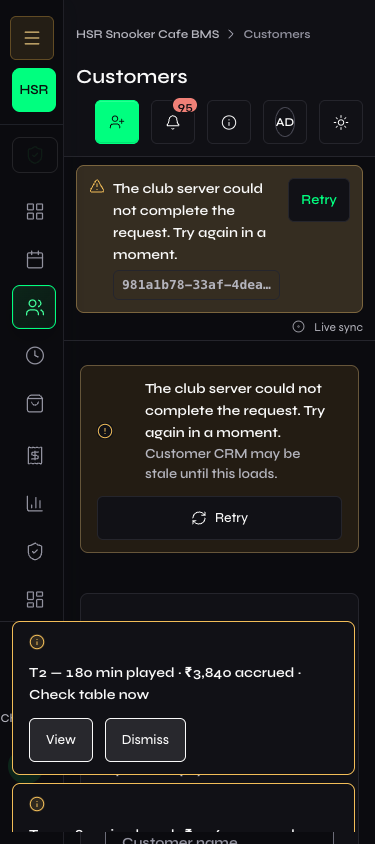 HSR Snooker Cafe BMS > Customers
HSR
Customers
95
AD
The club server could
not complete the
request. Try again in a
moment.
Retry
981a1b78-33af-4dea…
Live sync
The club server could not
complete the request. Try
again in a moment.
Customer CRM may be
stale until this loads.
Retry
T2 — 180 min played · ₹3,840 accrued ·
Check table now
View
Dismiss
Customer name